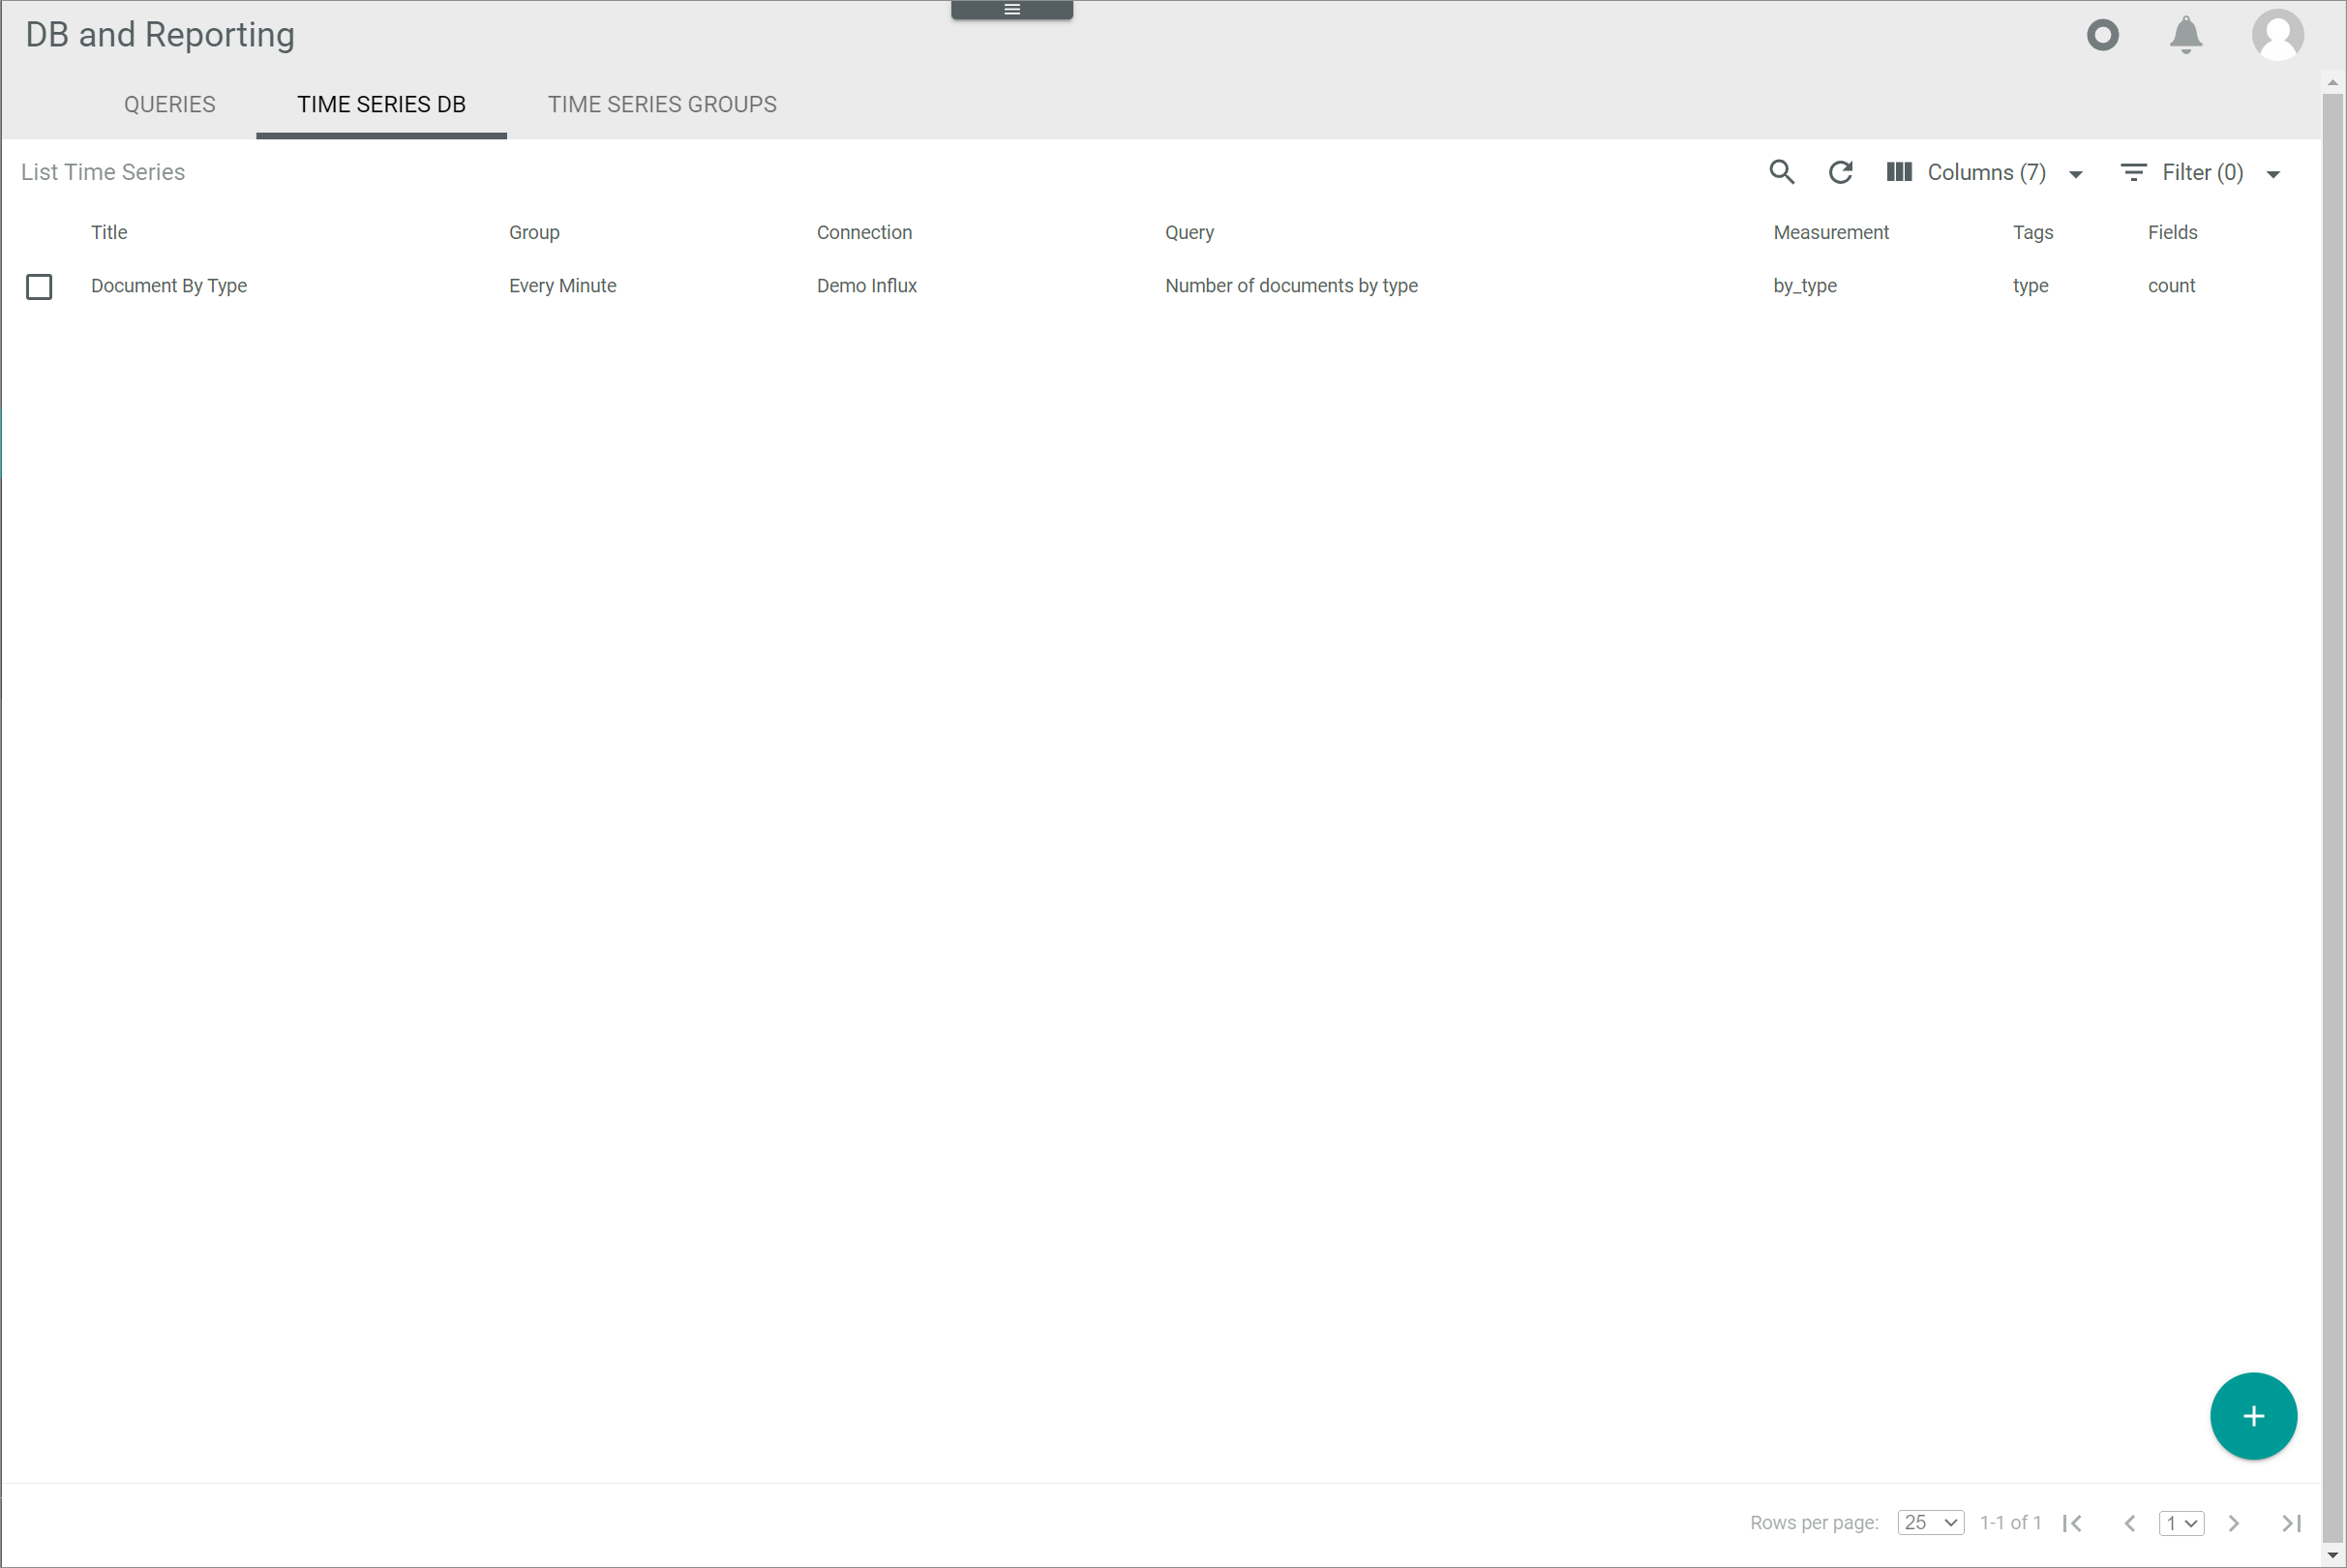 DB and Reporting
QUERIES TIME SERIES DB TIME SERIES GROUPS
List Time Series Columns (7) Filter (0)
Title Group Connection Query Measurement Tags Fields
Document By Type Every Minute Demo Influx Number of documents by type by_type type count
Rows per page: 25 1-1 of 1 1